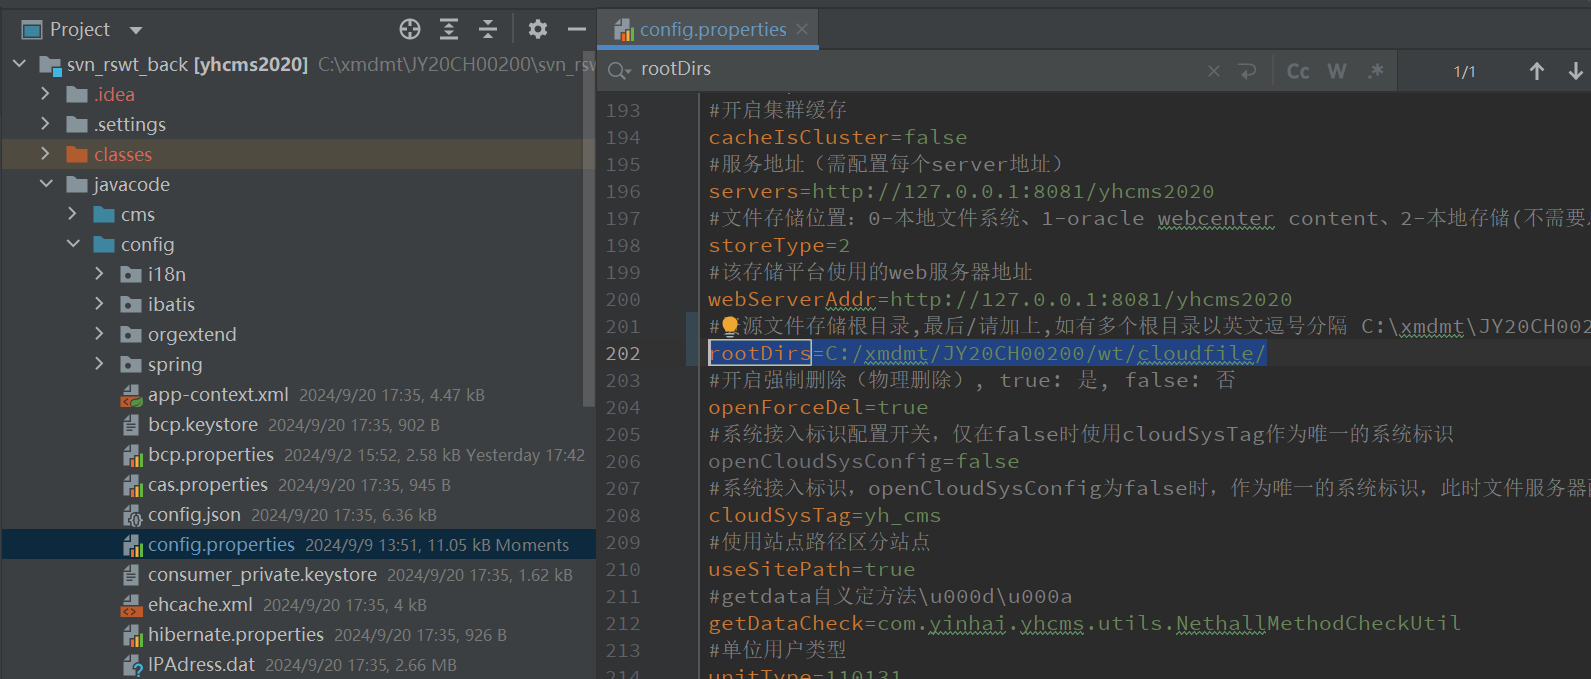 Project
svn_rswt_back [yhcms2020] C:\xmdmt\JY20CH00200\svn_rsw
.idea
.settings
classes
javacode
cms
config
i18n
ibatis
orgextend
spring
app-context.xml 2024/9/20 17:35, 4.47 kB
bcp.keystore 2024/9/20 17:35, 902 B
bcp.properties 2024/9/2 15:52, 2.58 kB Yesterday 17:42
cas.properties 2024/9/20 17:35, 945 B
config.json 2024/9/20 17:35, 6.36 kB
config.properties 2024/9/9 13:51, 11.05 kB Moments
consumer_private.keystore 2024/9/20 17:35, 1.62 kB
ehcache.xml 2024/9/20 17:35, 4 kB
hibernate.properties 2024/9/20 17:35, 926 B
IPAdress.dat 2024/9/20 17:35, 2.66 MB
config.properties
rootDirs
Cc W .* 1/1
193 #开启集群缓存
194 cacheIsCluster=false
195 #服务地址（需配置每个server地址）
196 servers=http://127.0.0.1:8081/yhcms2020
197 #文件存储位置：0-本地文件系统、1-oracle webcenter content、2-本地存储(不需要
198 storeType=2
199 #该存储平台使用的web服务器地址
200 webServerAddr=http://127.0.0.1:8081/yhcms2020
201 #源文件存储根目录,最后/请加上,如有多个根目录以英文逗号分隔 C:\xmdmt\JY20CH002
202 rootDirs=C:/xmdmt/JY20CH00200/wt/cloudfile/
203 #开启强制删除（物理删除）, true: 是, false: 否
204 openForceDel=true
205 #系统接入标识配置开关，仅在false时使用cloudSysTag作为唯一的系统标识
206 openCloudSysConfig=false
207 #系统接入标识，openCloudSysConfig为false时，作为唯一的系统标识，此时文件服务器
208 cloudSysTag=yh_cms
209 #使用站点路径区分站点
210 useSitePath=true
211 #getdata自义定方法\u000d\u000a
212 getDataCheck=com.yinhai.yhcms.utils.NethallMethodCheckUtil
213 #单位用户类型
214 unitType=110131